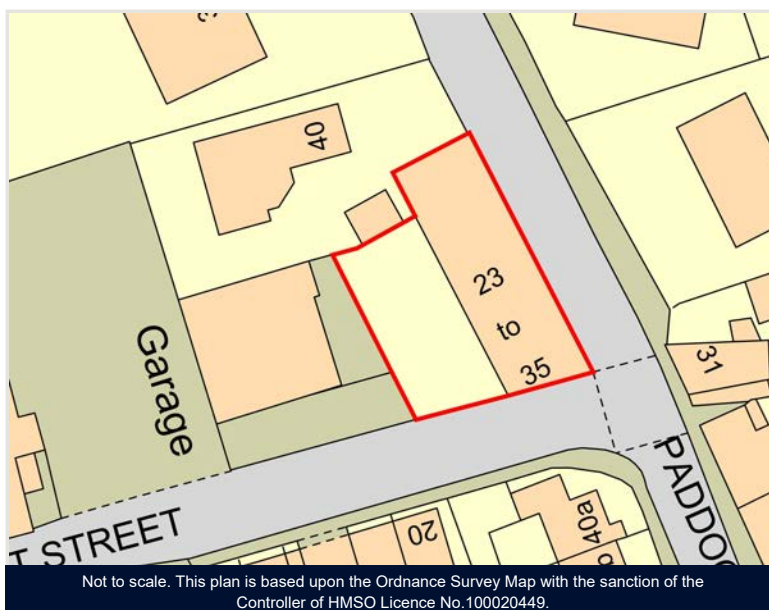 40
23
to
35
Garage
31
T STREET
20
40a
PADDOC
Not to scale. This plan is based upon the Ordnance Survey Map with the sanction of the
Controller of HMSO Licence No.100020449.